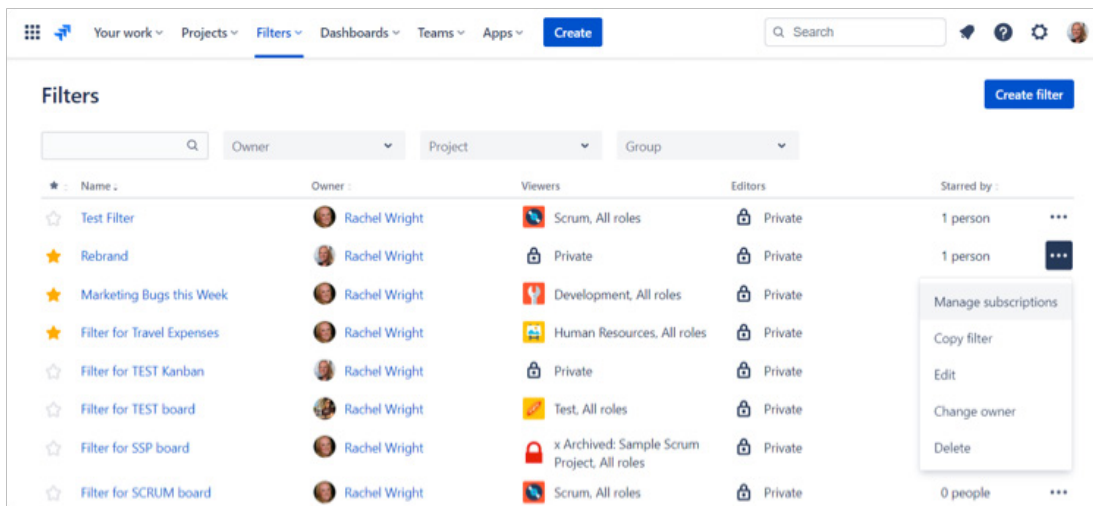 Your work Projects Filters Dashboards Teams Apps Create Search
Filters Create filter
Owner Project Group
Name Owner Viewers Editors Starred by
Test Filter Rachel Wright Scrum, All roles Private 1 person
Rebrand Rachel Wright Private Private 1 person
Marketing Bugs this Week Rachel Wright Development, All roles Private
Manage subscriptions
Filter for Travel Expenses Rachel Wright Human Resources, All roles Private
Copy filter
Filter for TEST Kanban Rachel Wright Private Private
Edit
Filter for TEST board Rachel Wright Test, All roles Private
Change owner
Filter for SSP board Rachel Wright x Archived: Sample Scrum Private
Project, All roles
Delete
Filter for SCRUM board Rachel Wright Scrum, All roles Private 0 people